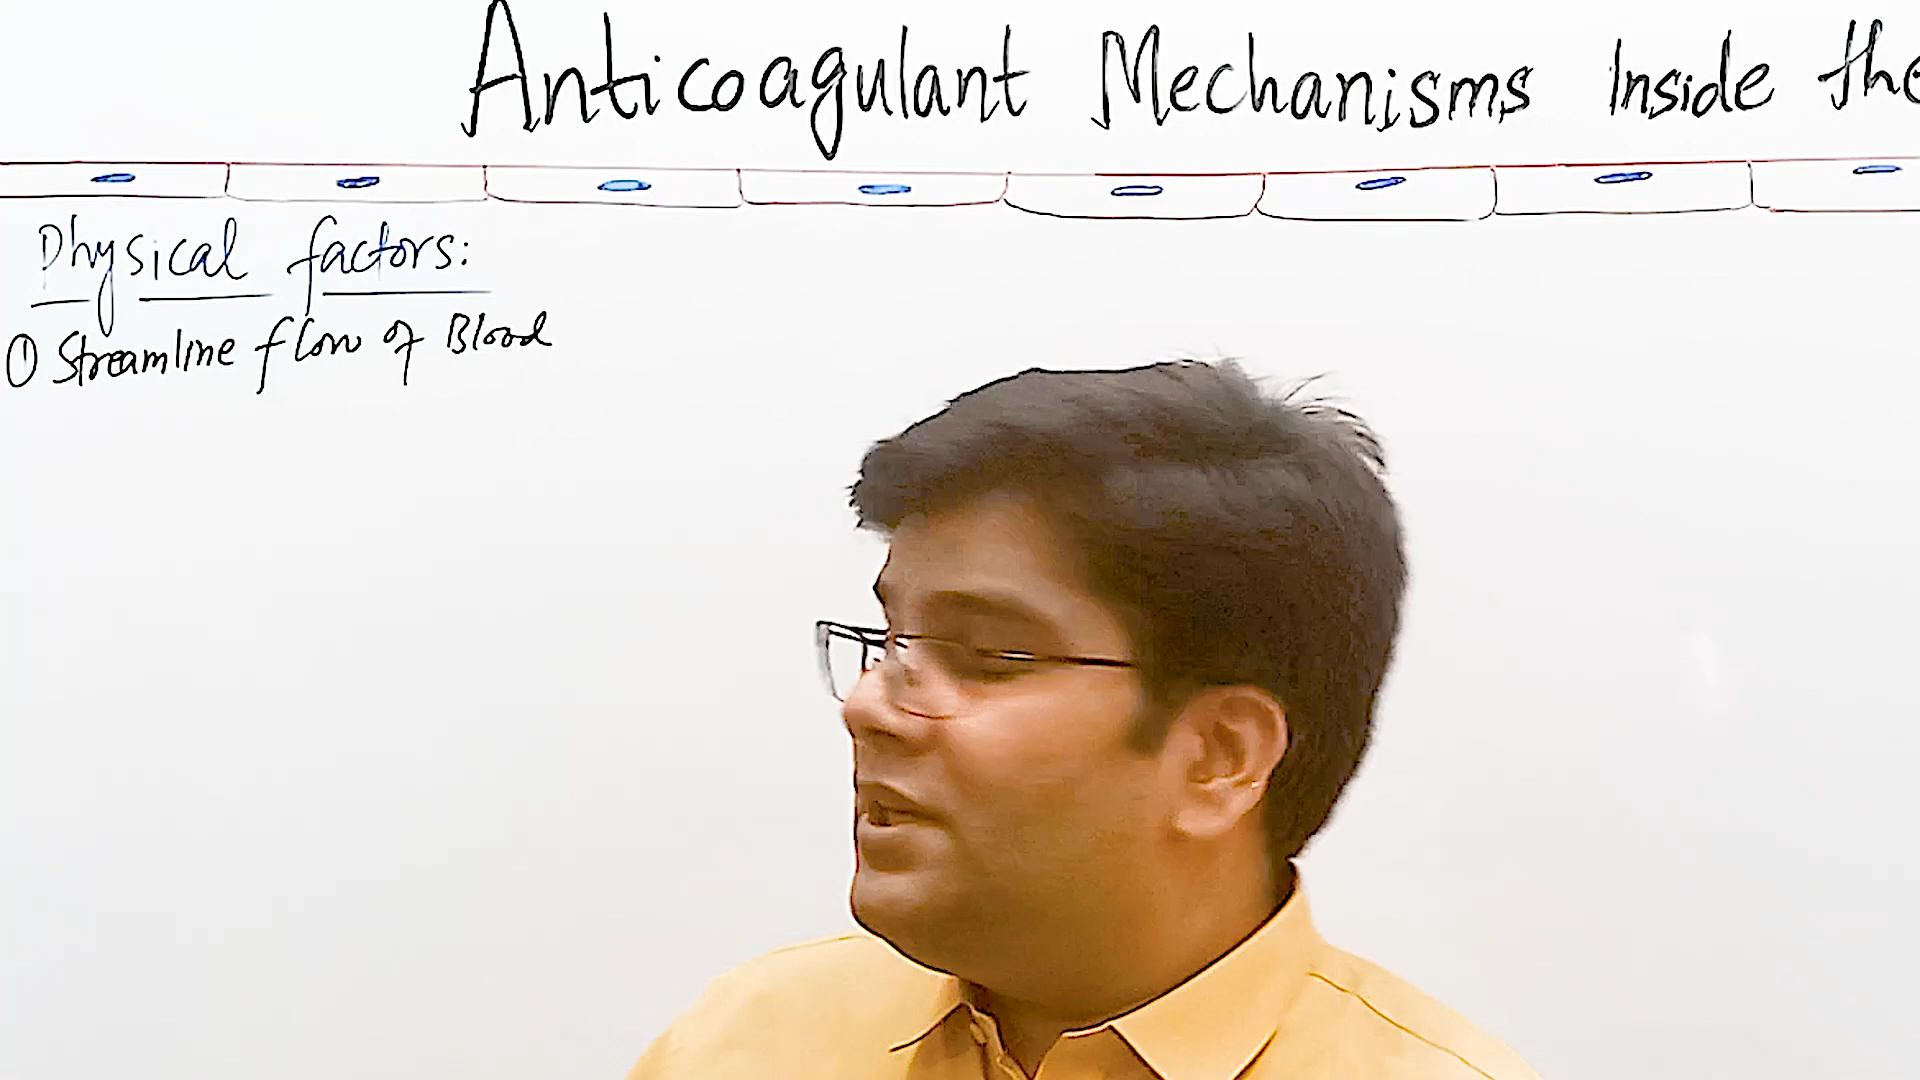 Anticoagulant Mechanisms Inside the
Physical factors:
① Streamline flow of Blood